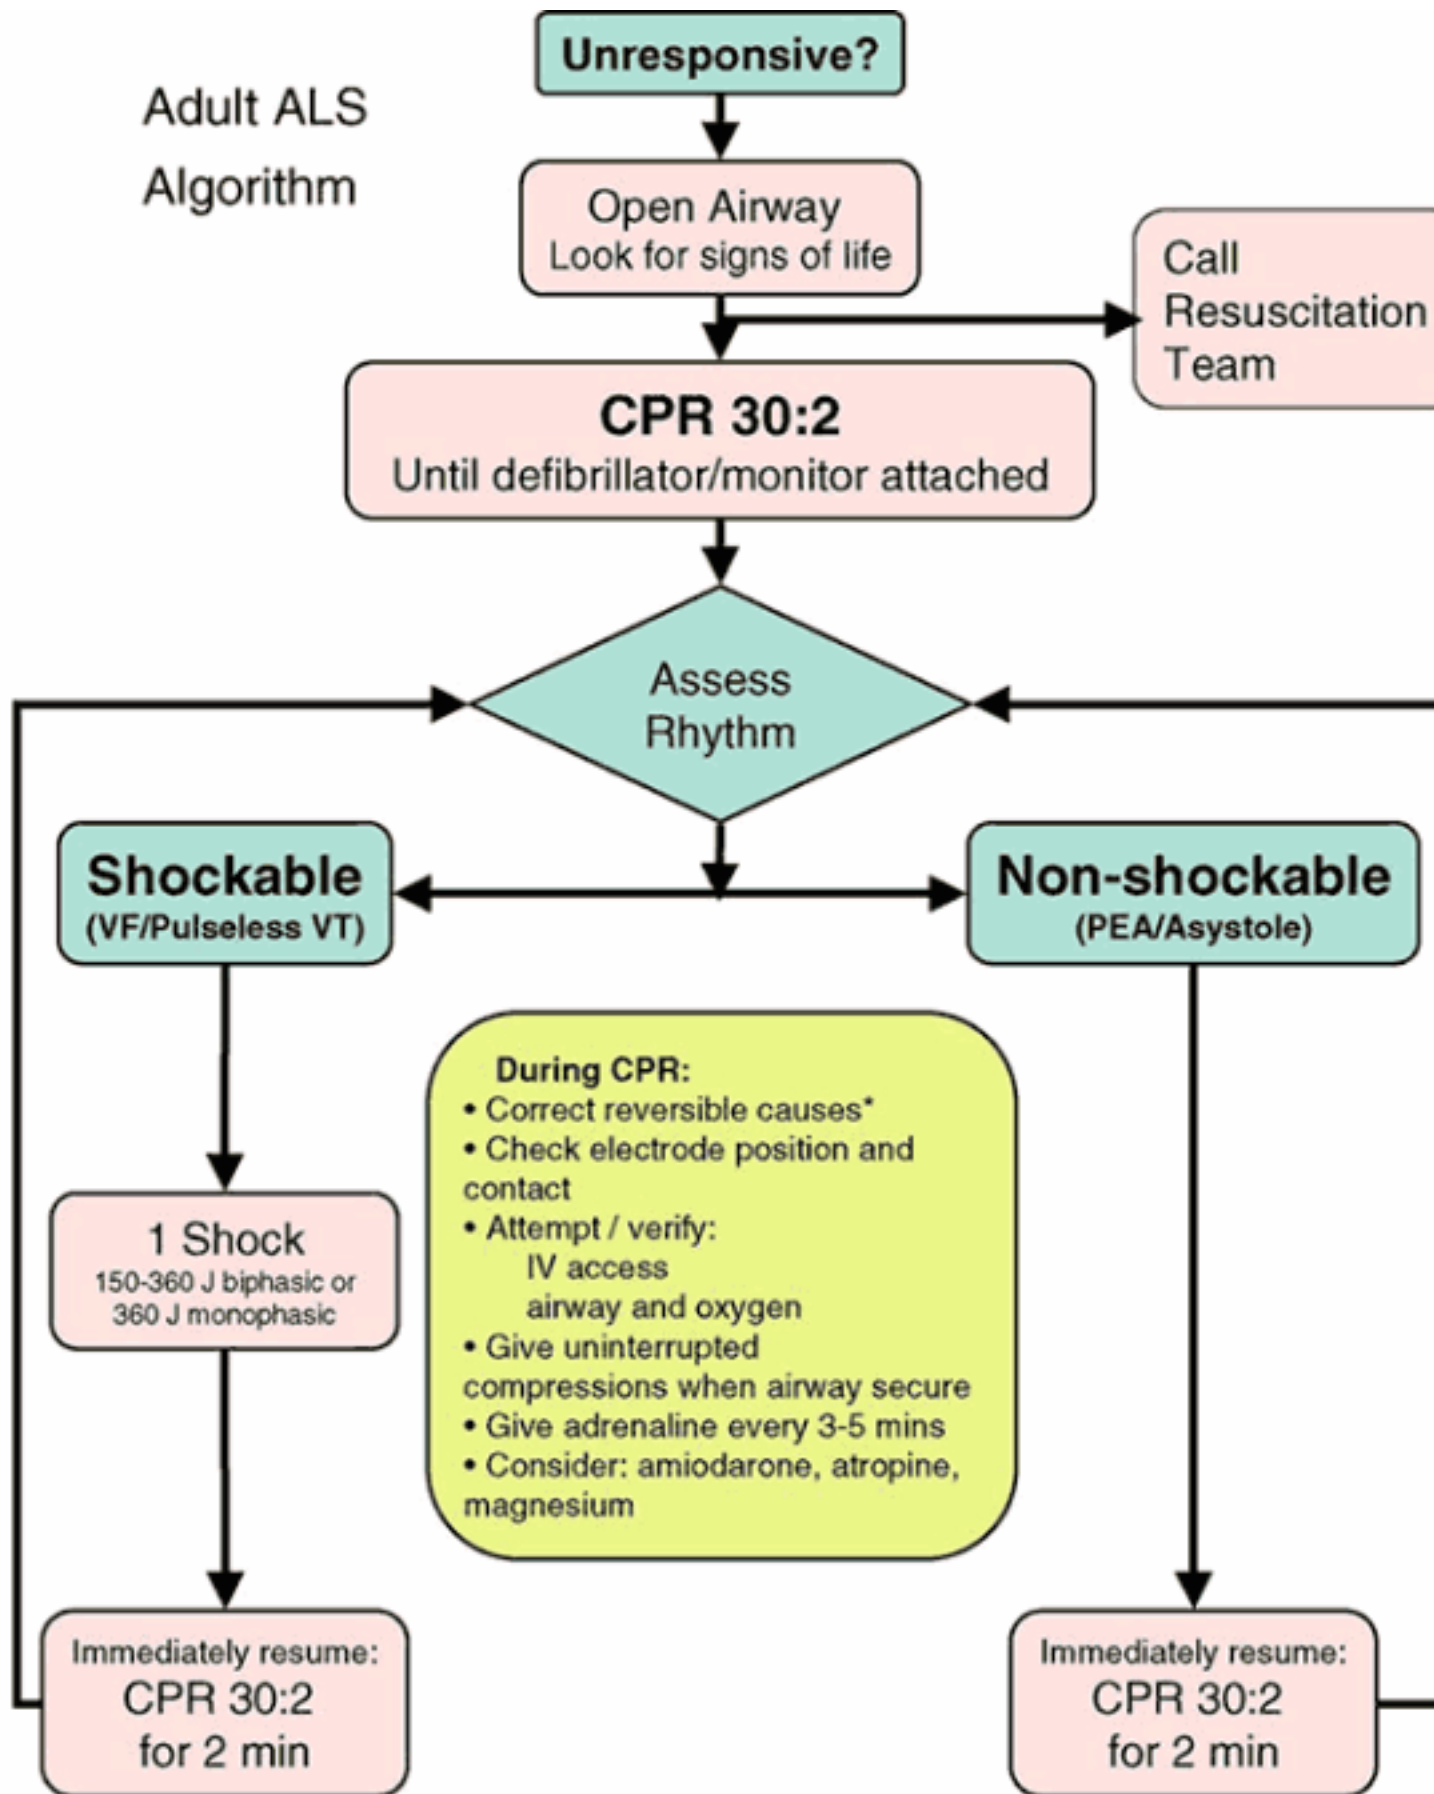 Unresponsive?
Adult ALS
Algorithm
Open Airway
Look for signs of life
Call
Resuscitation
Team
CPR 30:2
Until defibrillator/monitor attached
Assess
Rhythm
Shockable
(VF/Pulseless VT)
Non-shockable
(PEA/Asystole)
During CPR:
• Correct reversible causes*
• Check electrode position and
contact
• Attempt / verify:
IV access
airway and oxygen
• Give uninterrupted
compressions when airway secure
• Give adrenaline every 3-5 mins
• Consider: amiodarone, atropine,
magnesium
1 Shock
150-360 J biphasic or
360 J monophasic
Immediately resume:
CPR 30:2
for 2 min
Immediately resume:
CPR 30:2
for 2 min